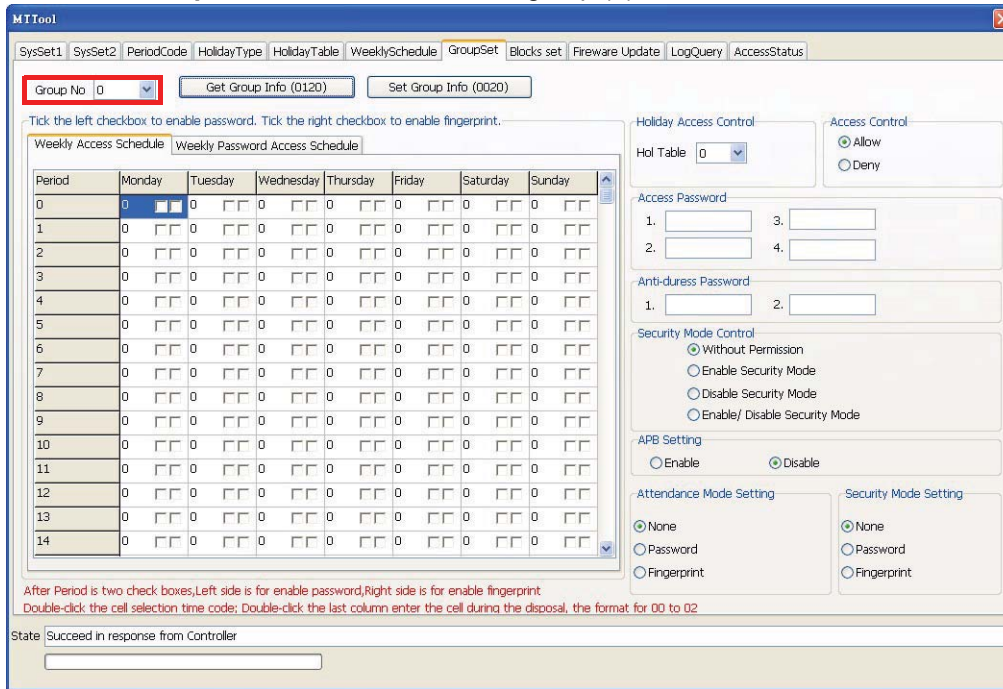 MTTool
SysSet1 SysSet2 PeriodCode HolidayType HolidayTable WeeklySchedule GroupSet Blocks set Fireware Update LogQuery AccessStatus
Group No 0 Get Group Info (0120) Set Group Info (0020)
Tick the left checkbox to enable password. Tick the right checkbox to enable fingerprint.
Weekly Access Schedule Weekly Password Access Schedule
Period Monday Tuesday Wednesday Thursday Friday Saturday Sunday
0 0 0 0 0 0 0 0
1 0 0 0 0 0 0 0
2 0 0 0 0 0 0 0
3 0 0 0 0 0 0 0
4 0 0 0 0 0 0 0
5 0 0 0 0 0 0 0
6 0 0 0 0 0 0 0
7 0 0 0 0 0 0 0
8 0 0 0 0 0 0 0
9 0 0 0 0 0 0 0
10 0 0 0 0 0 0 0
11 0 0 0 0 0 0 0
12 0 0 0 0 0 0 0
13 0 0 0 0 0 0 0
14 0 0 0 0 0 0 0
Holiday Access Control
Hol Table 0
Access Control
Allow
Deny
Access Password
1. 3.
2. 4.
Anti-duress Password
1. 2.
Security Mode Control
Without Permission
Enable Security Mode
Disable Security Mode
Enable/ Disable Security Mode
APB Setting
Enable Disable
Attendance Mode Setting
None
Password
Fingerprint
Security Mode Setting
None
Password
Fingerprint
After Period is two check boxes,Left side is for enable password,Right side is for enable fingerprint
Double-click the cell selection time code; Double-click the last column enter the cell during the disposal, the format for 00 to 02
State Succeed in response from Controller